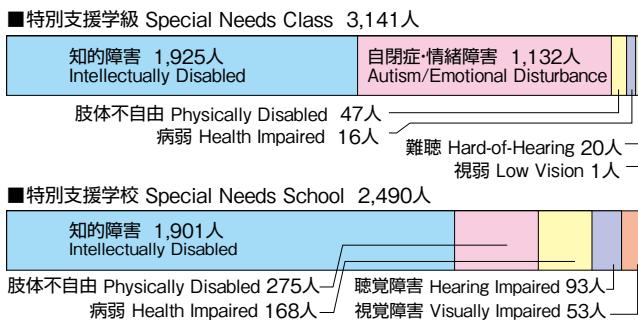 ■特別支援学級 Special Needs Class 3,141人
知的障害 1,925人
Intellectually Disabled
自閉症・情緒障害 1,132人
Autism/Emotional Disturbance
肢体不自由 Physically Disabled 47人
病弱 Health Impaired 16人
難聴 Hard-of-Hearing 20人
視弱 Low Vision 1人
■特別支援学校 Special Needs School 2,490人
知的障害 1,901人
Intellectually Disabled
肢体不自由 Physically Disabled 275人
病弱 Health Impaired 168人
聴覚障害 Hearing Impaired 93人
視覚障害 Visually Impaired 53人